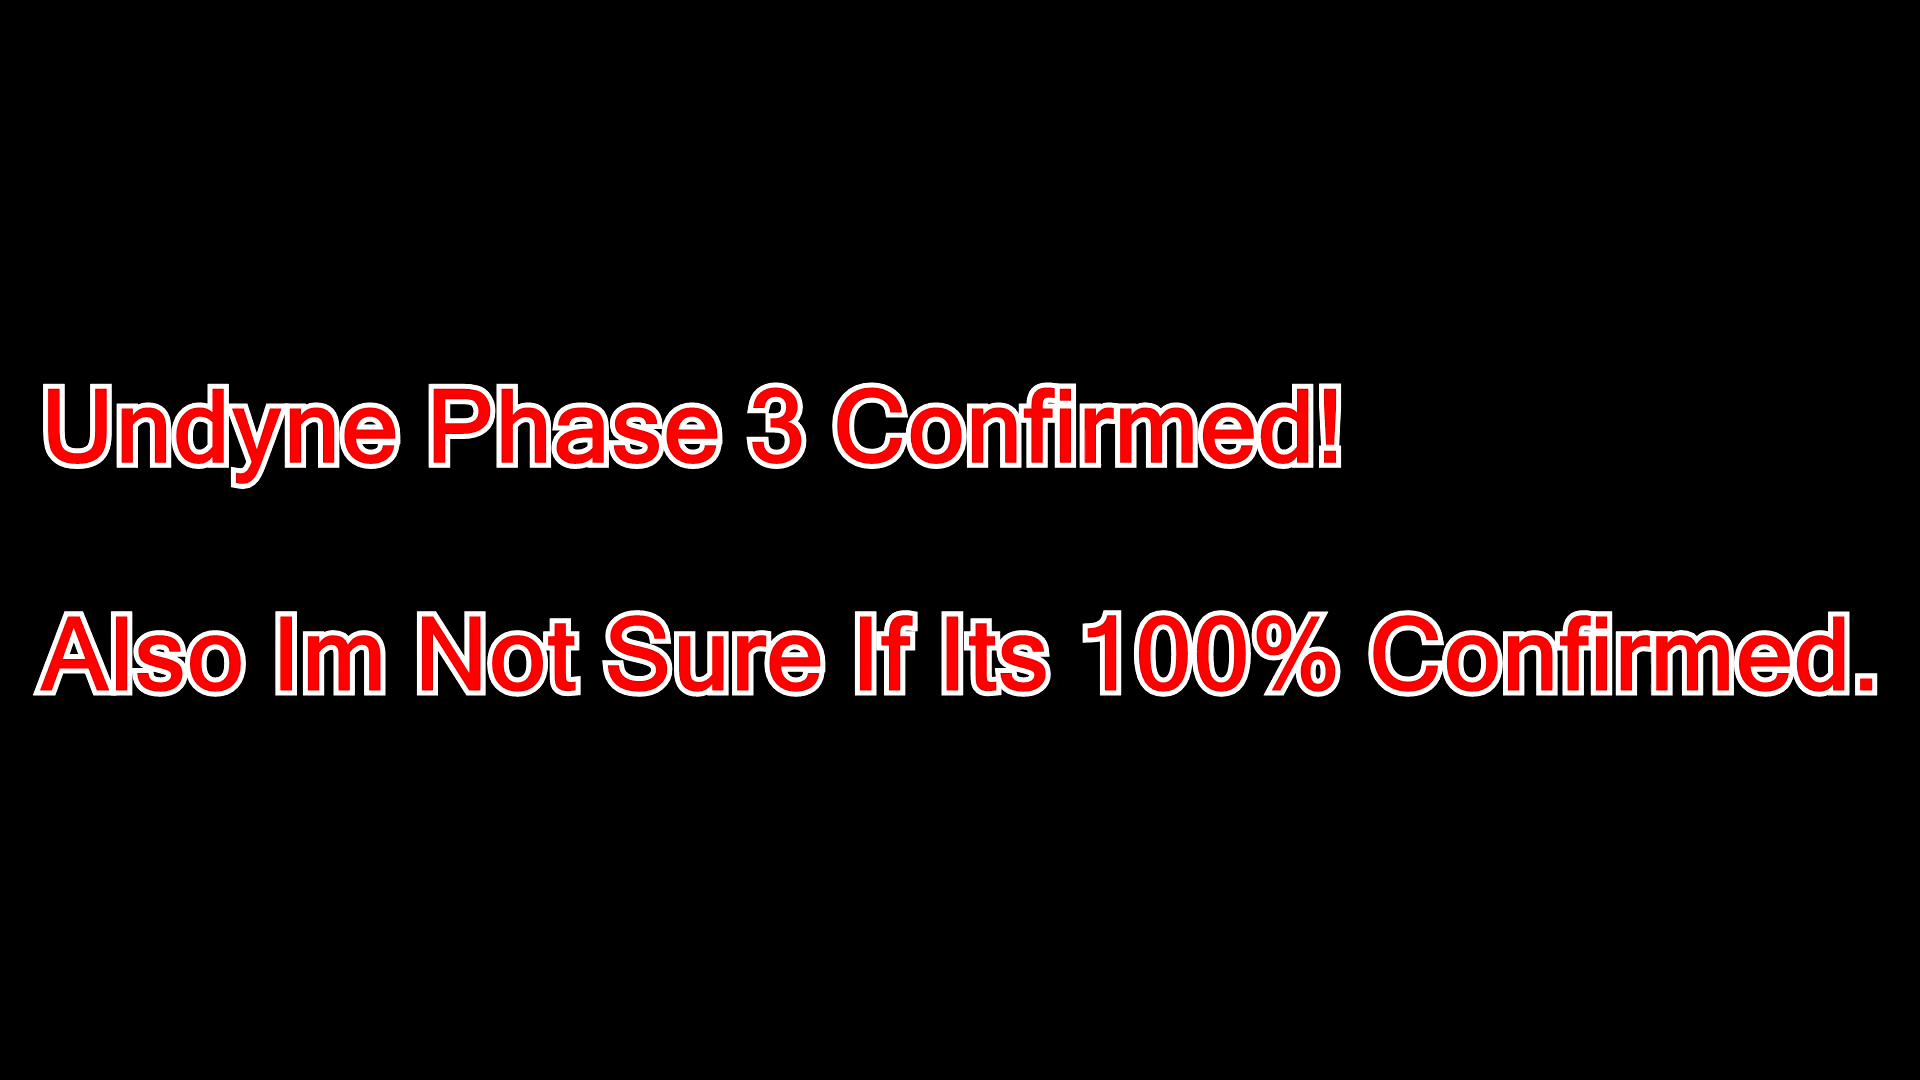 Undyne Phase 3 Confirmed!
Also Im Not Sure If Its 100% Confirmed.